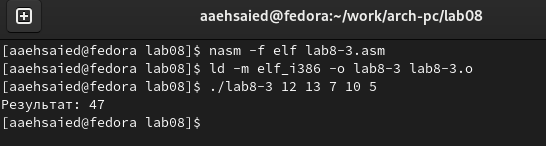 aaehsaied@fedora:~/work/arch-pc/lab08
[aaehsaied@fedora lab08]$ nasm -f elf lab8-3.asm
[aaehsaied@fedora lab08]$ ld -m elf_i386 -o lab8-3 lab8-3.o
[aaehsaied@fedora lab08]$ ./lab8-3 12 13 7 10 5
Результат: 47
[aaehsaied@fedora lab08]$